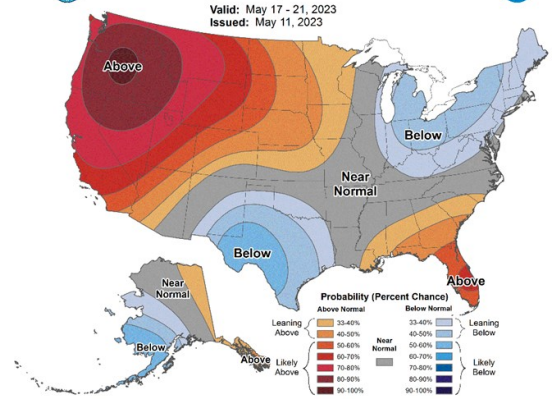 Valid: May 17 - 21, 2023
Issued: May 11, 2023
Above
Below
Near
Normal
Below
Above
Near
Normal
Below
Above
Probability (Percent Chance)
Above Normal
Below Normal
Leaning
Above
33-40%
33-40%
Leaning
Below
40-50%
40-50%
Likely
Above
50-60%
Near
Normal
50-60%
Likely
Below
60-70%
60-70%
70-80%
70-80%
80-90%
80-90%
90-100%
90-100%